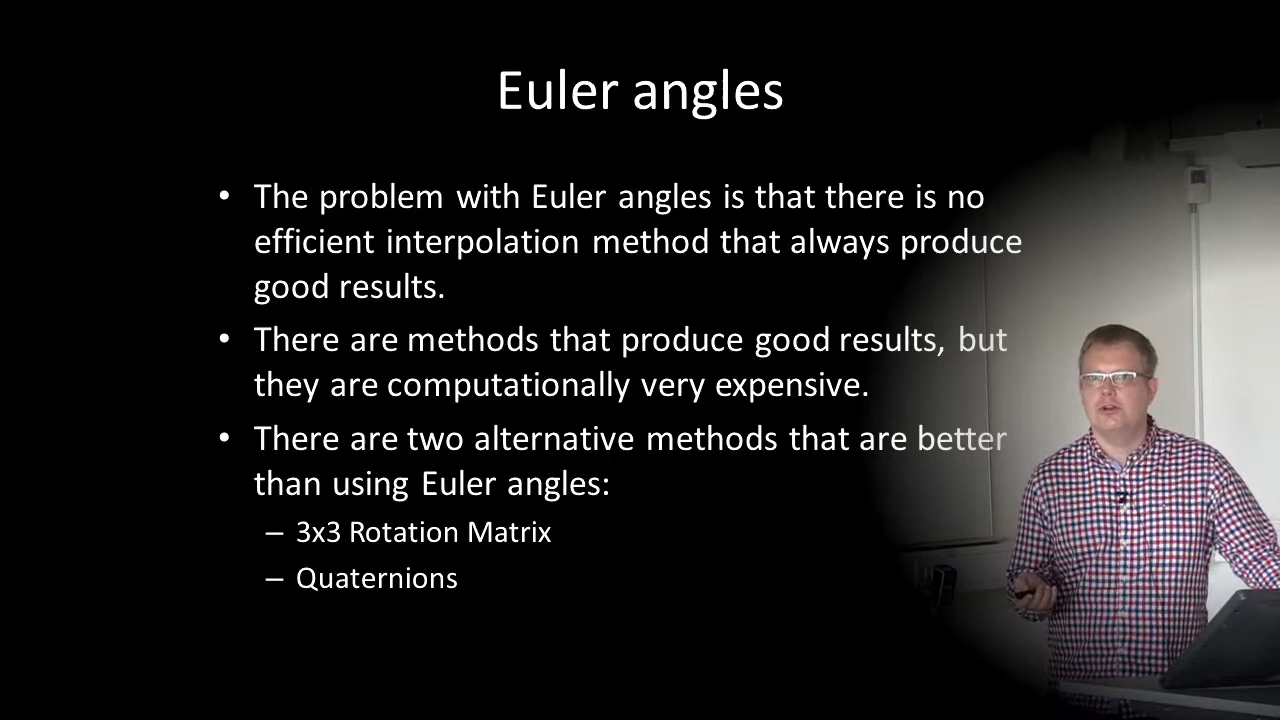 Euler angles
• The problem with Euler angles is that there is no
efficient interpolation method that always produce
good results.
• There are methods that produce good results, but
they are computationally very expensive.
• There are two alternative methods that are better
than using Euler angles:
– 3x3 Rotation Matrix
– Quaternions